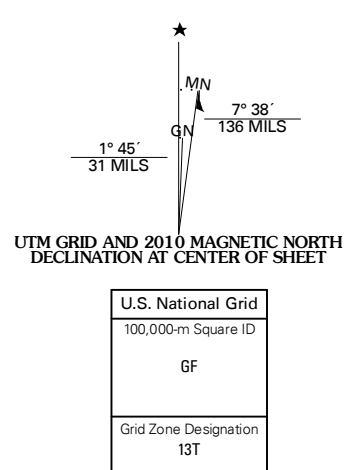 ★
MN
7° 38´
136 MILS
GN
1° 45´
31 MILS
UTM GRID AND 2010 MAGNETIC NORTH
DECLINATION AT CENTER OF SHEET
U.S. National Grid
100,000-m Square ID
GF
Grid Zone Designation
13T